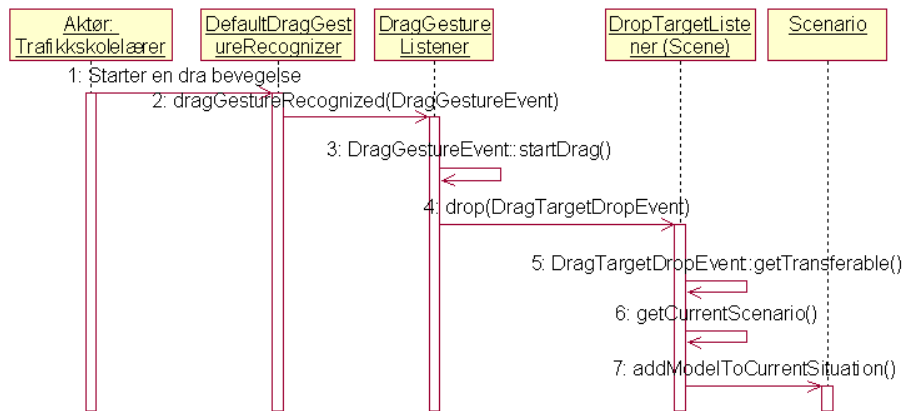 Aktør:
Trafikkskolelærer
DefaultDragGest
ureRecognizer
DragGesture
Listener
DropTargetListe
ner (Scene)
Scenario
1: Starter en dra bevegelse
2: dragGestureRecognized(DragGestureEvent)
3: DragGestureEvent::startDrag()
4: drop(DragTargetDropEvent)
5: DragTargetDropEvent::getTransferable()
6: getCurrentScenario()
7: addModelToCurrentSituation()